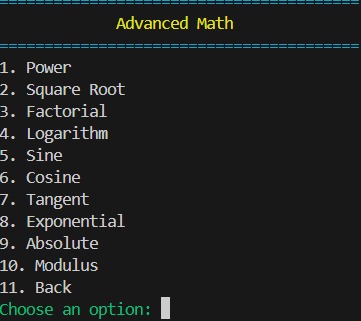 ========================================
Advanced Math
========================================
1. Power
2. Square Root
3. Factorial
4. Logarithm
5. Sine
6. Cosine
7. Tangent
8. Exponential
9. Absolute
10. Modulus
11. Back
Choose an option: